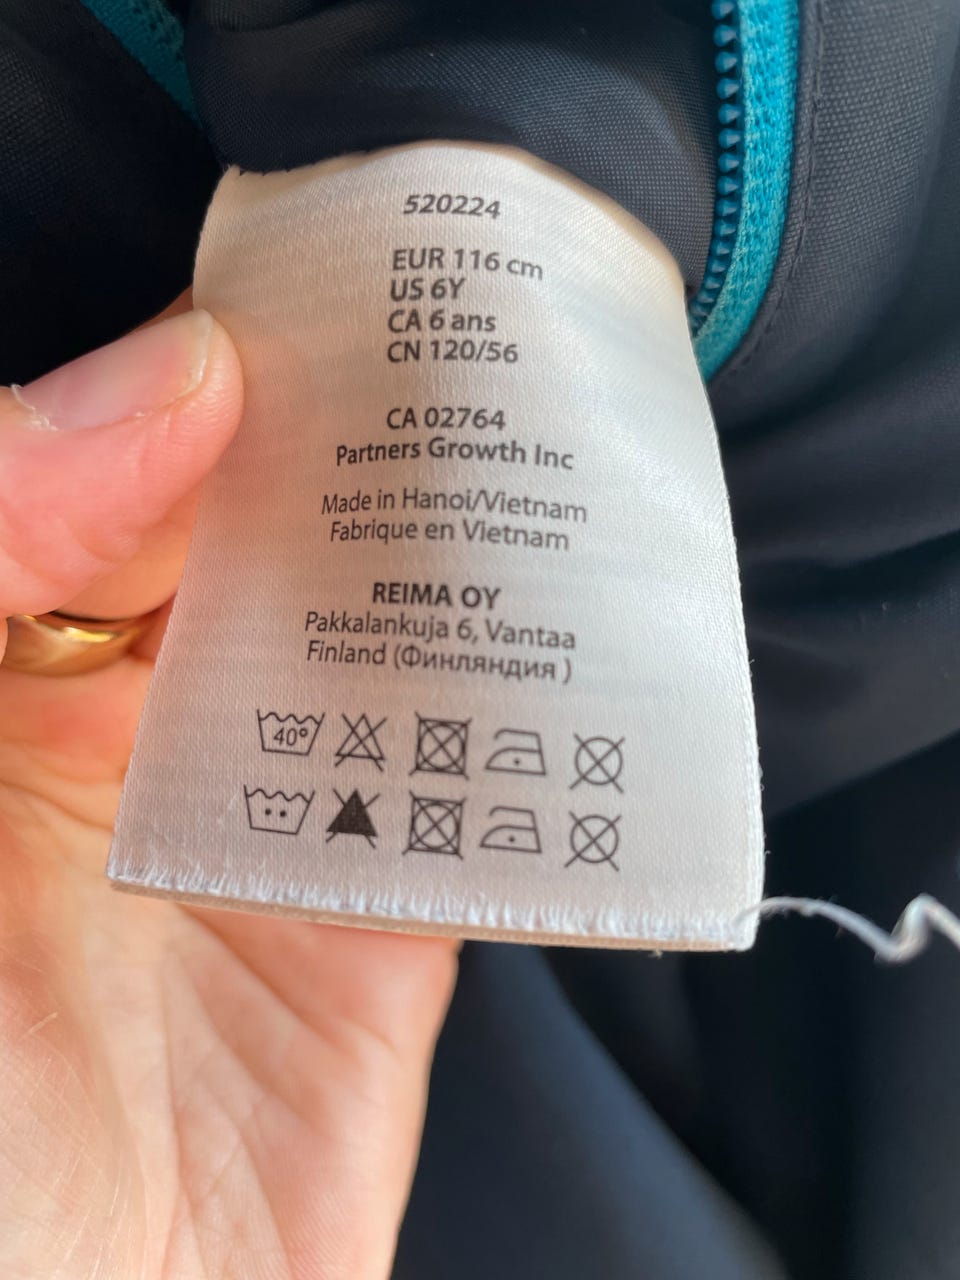 520224
EUR 116 cm
US 6Y
CA 6 ans
CN 120/56
CA 02764
Partners Growth Inc
Made in Hanoi/Vietnam
Fabrique en Vietnam
REIMA OY
Pakkalankuja 6, Vantaa
Finland (Финляндия )
40°